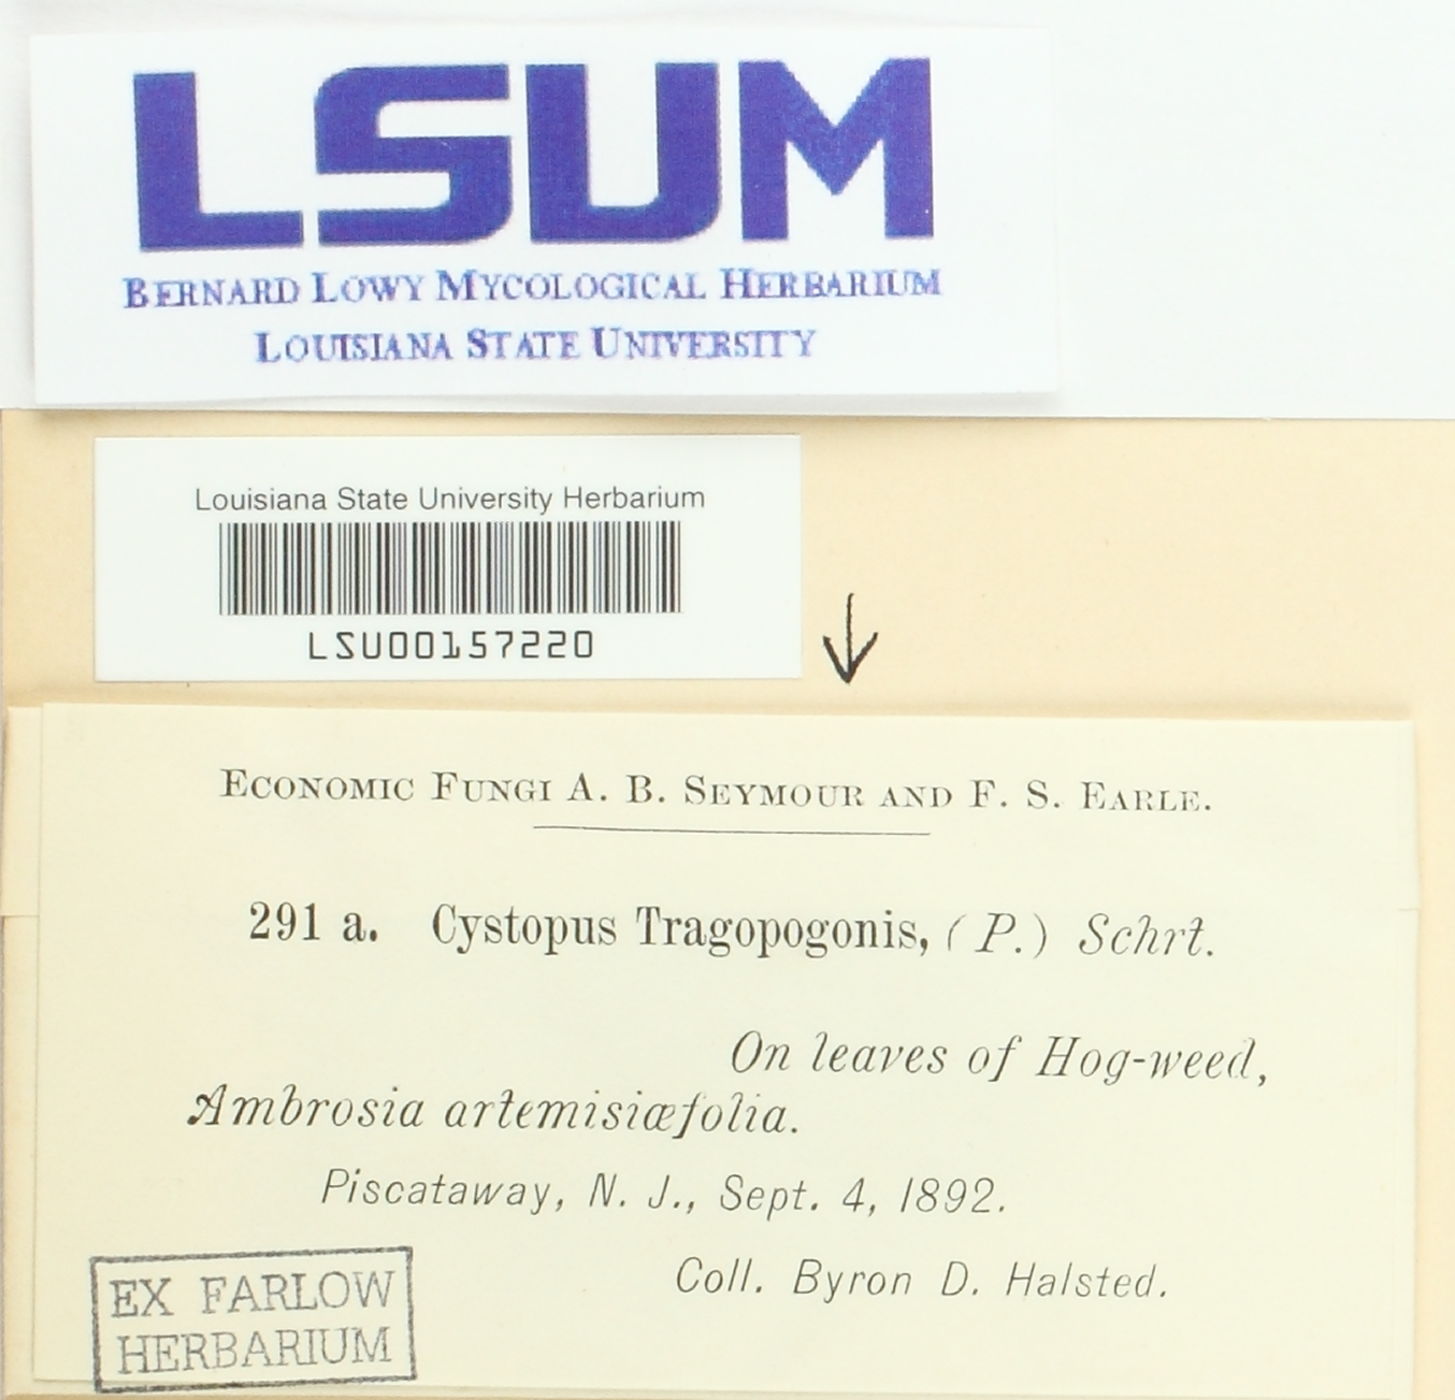 LSUM
BERNARD LOWY MYCOLOGICAL HERBARIUM
LOUISIANA STATE UNIVERSITY
Louisiana State University Herbarium
LSU00157220
ECONOMIC FUNGI A. B. SEYMOUR AND F. S. EARLE.
291 a. Cystopus Tragopogonis, (P.) Schrt.
On leaves of Hog-weed,
Ambrosia artemisiæfolia.
Piscataway, N. J., Sept. 4, 1892.
Coll. Byron D. Halsted.
EX FARLOW
HERBARIUM